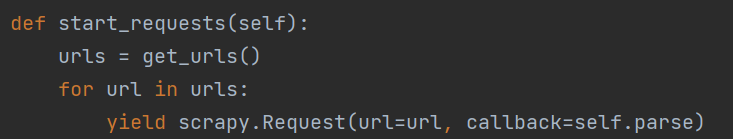 def start_requests(self):
    urls = get_urls()
    for url in urls:
        yield scrapy.Request(url=url, callback=self.parse)